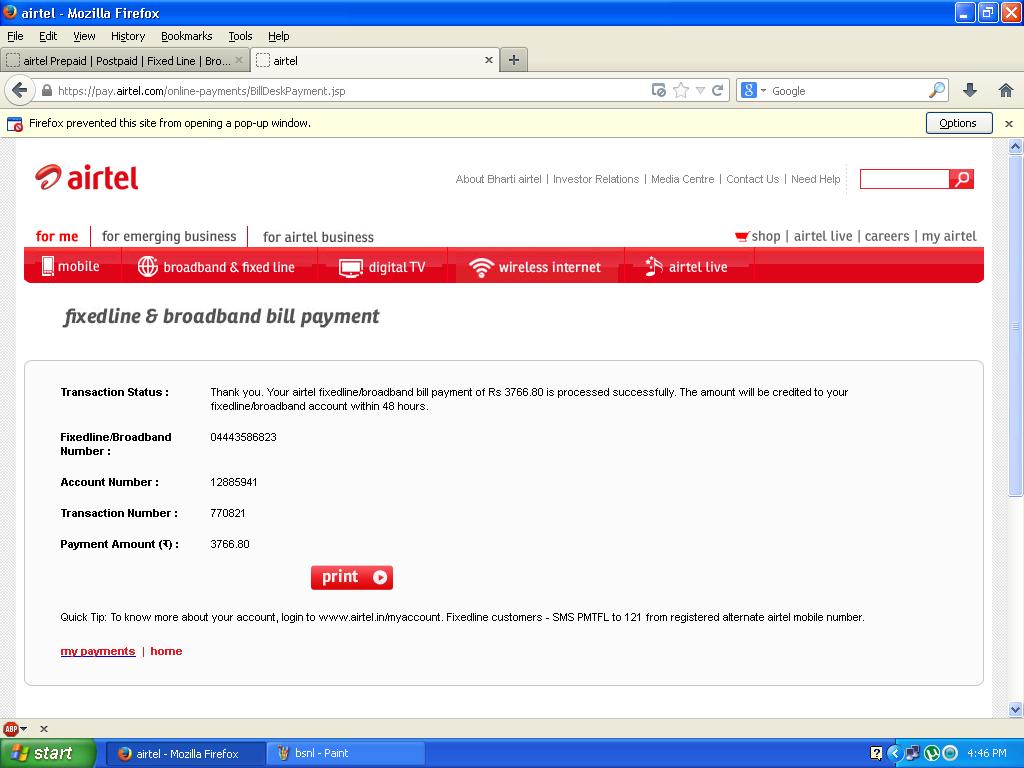 airtel - Mozilla Firefox
File Edit View History Bookmarks Tools Help
airtel Prepaid | Postpaid | Fixed Line | Bro... airtel
https://pay.airtel.com/online-payments/BillDeskPayment.jsp Google
Firefox prevented this site from opening a pop-up window. Options
airtel
About Bharti airtel | Investor Relations | Media Centre | Contact Us | Need Help
for me for emerging business for airtel business shop | airtel live | careers | my airtel
mobile broadband & fixed line digital TV wireless internet airtel live
fixedline & broadband bill payment
Transaction Status : Thank you. Your airtel fixedline/broadband bill payment of Rs 3766.80 is processed successfully. The amount will be credited to your
fixedline/broadband account within 48 hours.
Fixedline/Broadband 04443586823
Number :
Account Number : 12885941
Transaction Number : 770821
Payment Amount (₹) : 3766.80
print
Quick Tip: To know more about your account, login to www.airtel.in/myaccount. Fixedline customers - SMS PMTFL to 121 from registered alternate airtel mobile number.
my payments | home
ABP
start airtel - Mozilla Firefox bsnl - Paint 4:46 PM